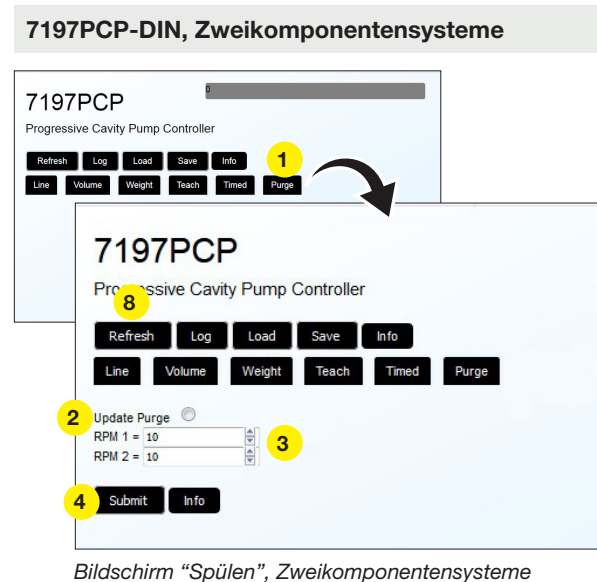 7197PCP-DIN, Zweikomponentensysteme
0
7197PCP
Progressive Cavity Pump Controller
Refresh Log Load Save Info
1
Line Volume Weight Teach Timed Purge
7197PCP
Progressive Cavity Pump Controller
8
Refresh Log Load Save Info
Line Volume Weight Teach Timed Purge
2 Update Purge
RPM 1 = 10
3
RPM 2 = 10
4 Submit Info
Bildschirm “Spülen”, Zweikomponentensysteme